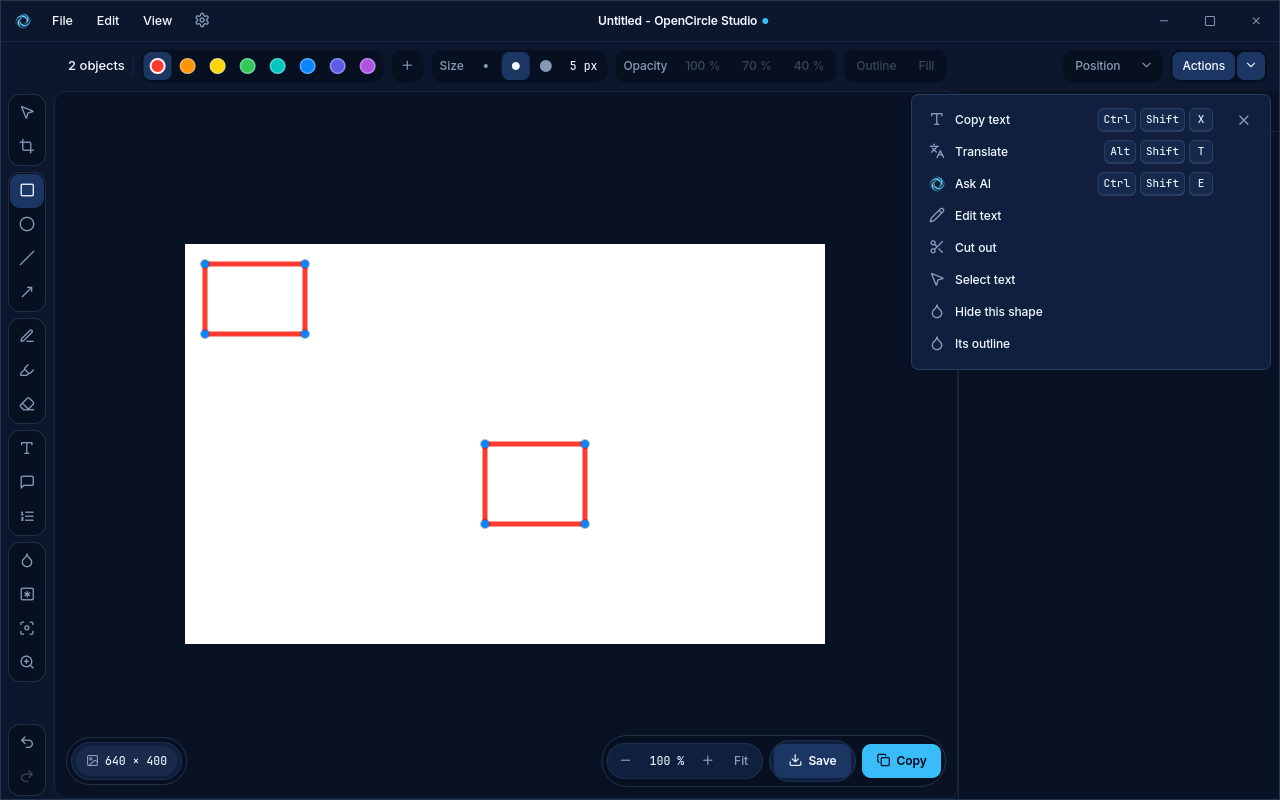 File Edit View Untitled - OpenCircle Studio
2 objects Size 5 px Opacity 100 % 70 % 40 % Outline Fill Position Actions
Copy text Ctrl Shift X
Translate Alt Shift T
Ask AI Ctrl Shift E
Edit text
Cut out
Select text
Hide this shape
Its outline
640 × 400 100 % Fit Save Copy